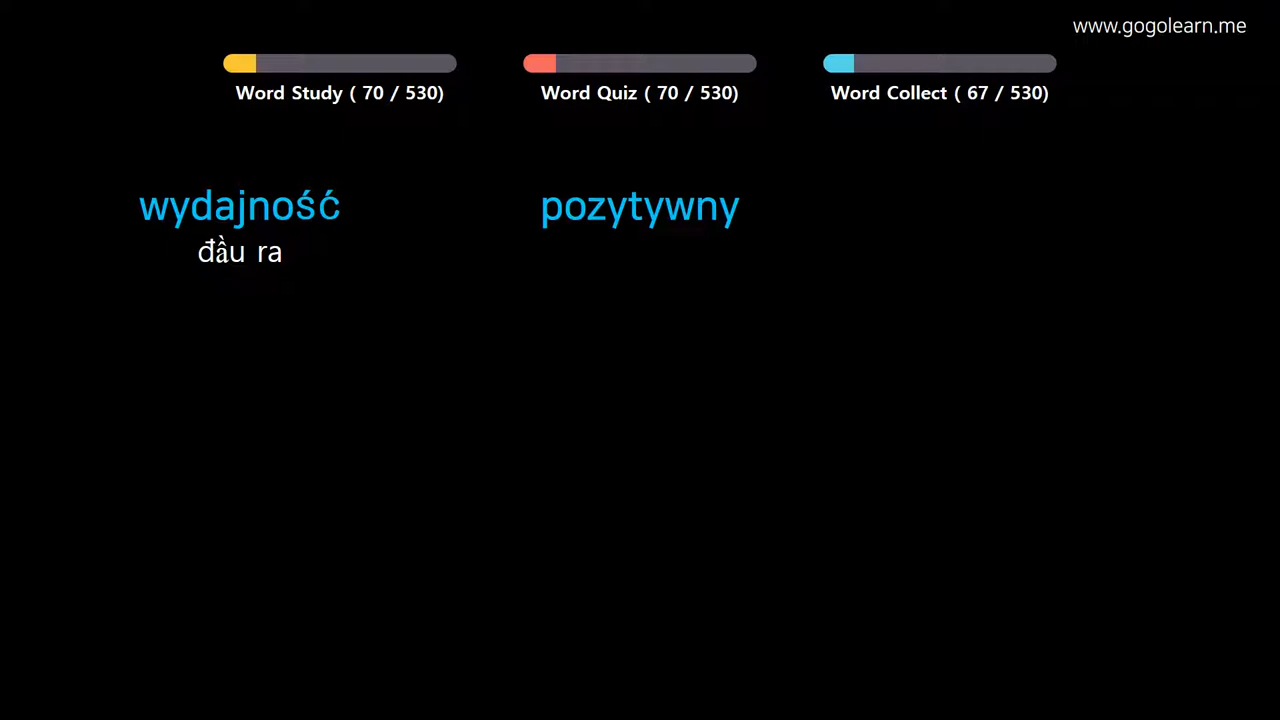 www.gogolearn.me
Word Study ( 70 / 530)
Word Quiz ( 70 / 530)
Word Collect ( 67 / 530)
wydajność
đầu ra
pozytywny